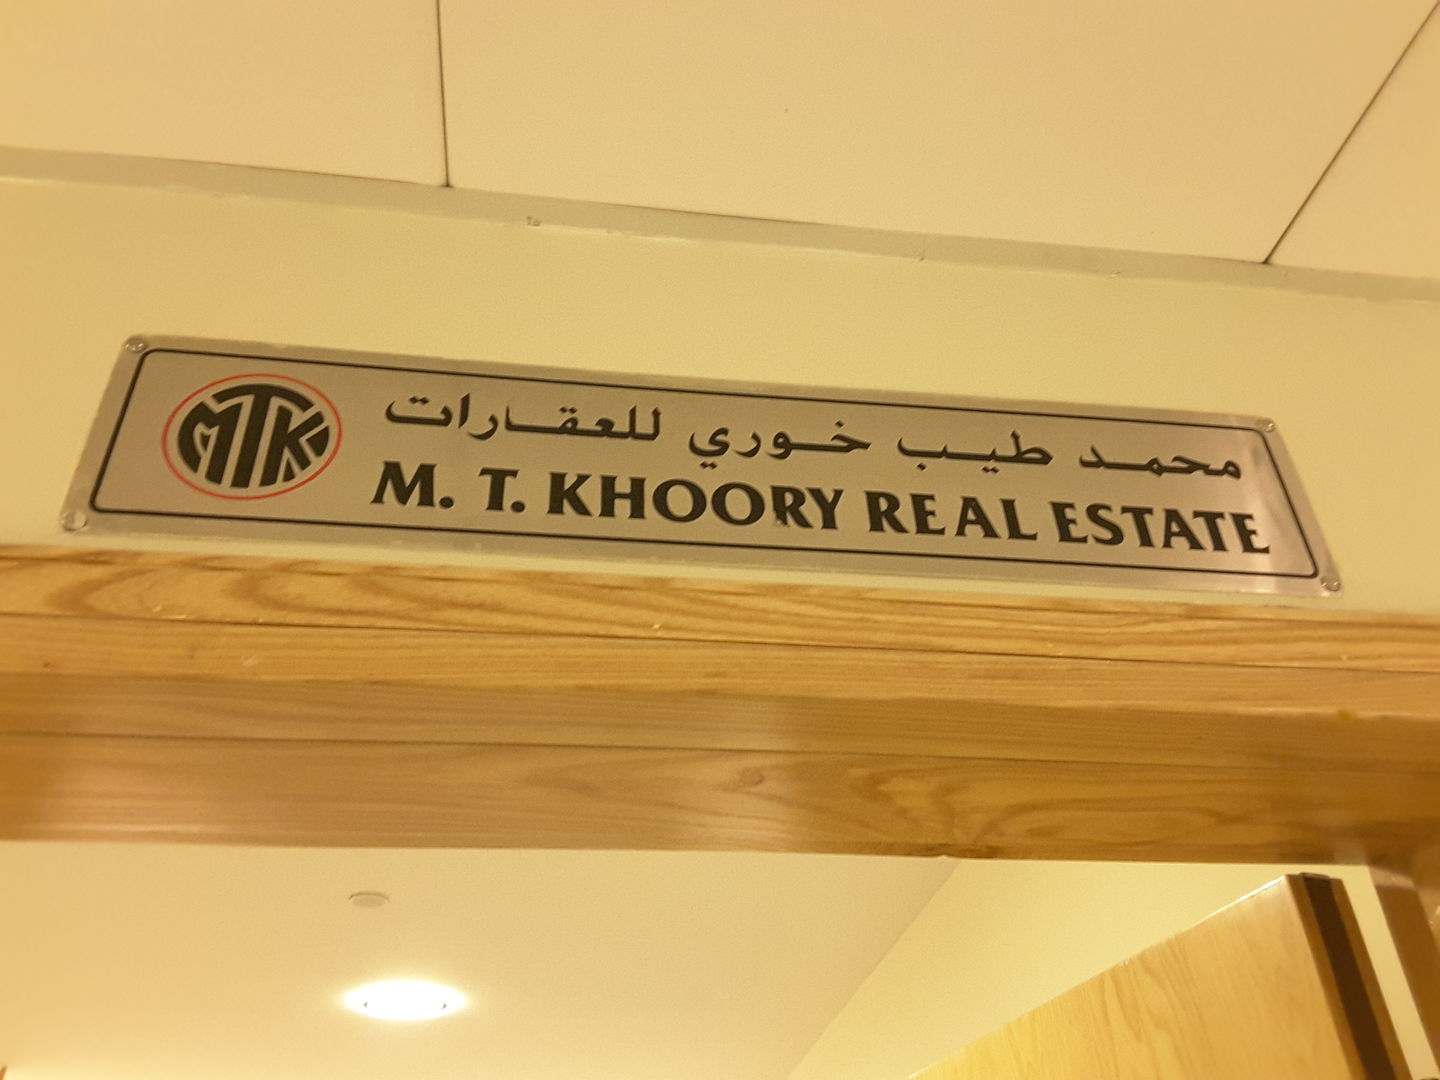 MTK
محمد طيب خوري للعقارات
M. T. KHOORY REAL ESTATE